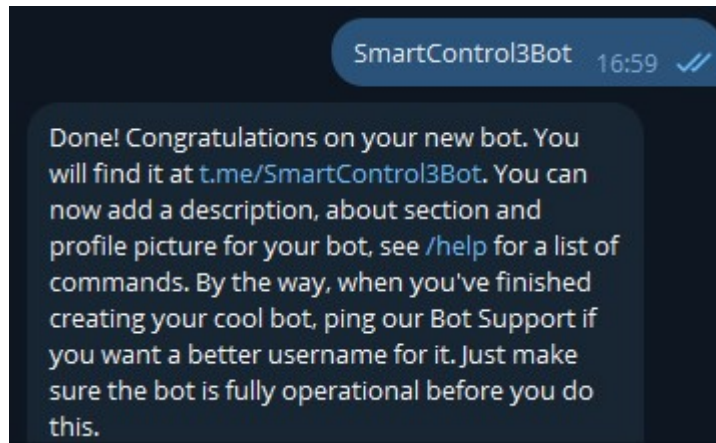 SmartControl3Bot 16:59
Done! Congratulations on your new bot. You
will find it at t.me/SmartControl3Bot. You can
now add a description, about section and
profile picture for your bot, see /help for a list of
commands. By the way, when you've finished
creating your cool bot, ping our Bot Support if
you want a better username for it. Just make
sure the bot is fully operational before you do
this.